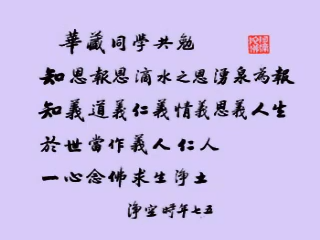 華藏同學共勉
知恩報恩滴水之恩湧泉為報
知義道義仁義情義恩義人生
於世當作義人仁人
一心念佛求生淨土
淨空時年七五